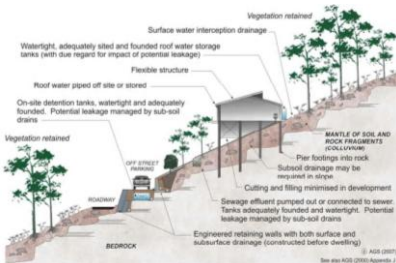 Vegetation retained
Surface water interception drainage
Watertight, adequately sited and founded roof water storage
tanks (with due regard for impact of potential leakage)
Flexible structure
Roof water piped off site or stored
On-site detention tanks, watertight and adequately
founded. Potential leakage managed by sub-soil
drains
Vegetation retained
MANTLE OF SOIL AND
ROCK FRAGMENTS
(COLLUVIUM)
Pier footings into rock
Subsoil drainage may be
required in slope
Cutting and filling minimised in development
OFF STREET
PARKING
ROADWAY
Sewage effluent pumped out or connected to sewer.
Tanks adequately founded and watertight. Potential
leakage managed by sub-soil drains
Engineered retaining walls with both surface and
subsurface drainage (constructed before dwelling)
BEDROCK
© AGS (2007)
See also AGS (2000) Appendix J